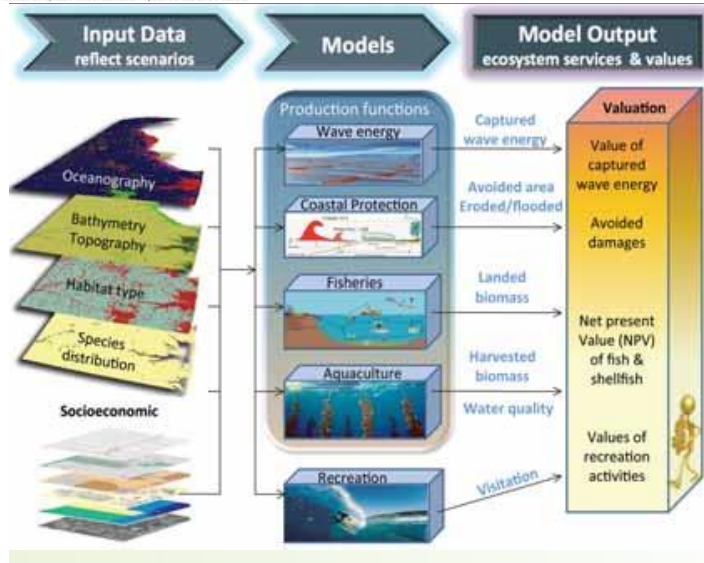 Input Data
reflect scenarios
Models
Model Output
ecosystem services & values
Oceanography
Bathymetry
Topography
Habitat type
Species
distribution
Socioeconomic
Production functions
Wave energy
Coastal Protection
Fisheries
Aquaculture
Recreation
Captured
wave energy
Avoided area
Eroded/flooded
Landed
biomass
Harvested
biomass
Water quality
Visitation
Valuation
Value of
captured
wave energy
Avoided
damages
Net present
Value (NPV)
of fish &
shellfish
Values of
recreation
activities